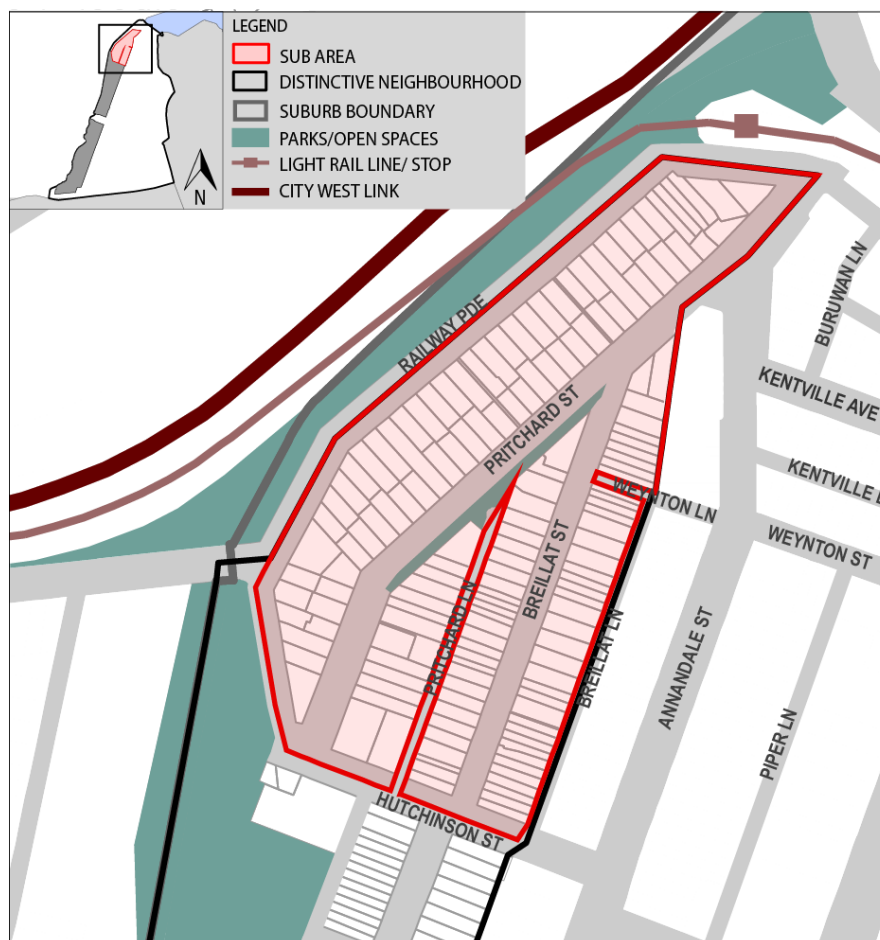 LEGEND
SUB AREA
DISTINCTIVE NEIGHBOURHOOD
SUBURB BOUNDARY
PARKS/OPEN SPACES
LIGHT RAIL LINE/ STOP
CITY WEST LINK
N
RAILWAY PDE
BURUWAN LN
KENTVILLE AVE
PRITCHARD ST
KENTVILLE
WEYNTON LN
WEYNTON ST
BREILLAT ST
PRITCHARD LN
BREILLAT LN
ANNANDALE ST
PIPER LN
HUTCHINSON ST